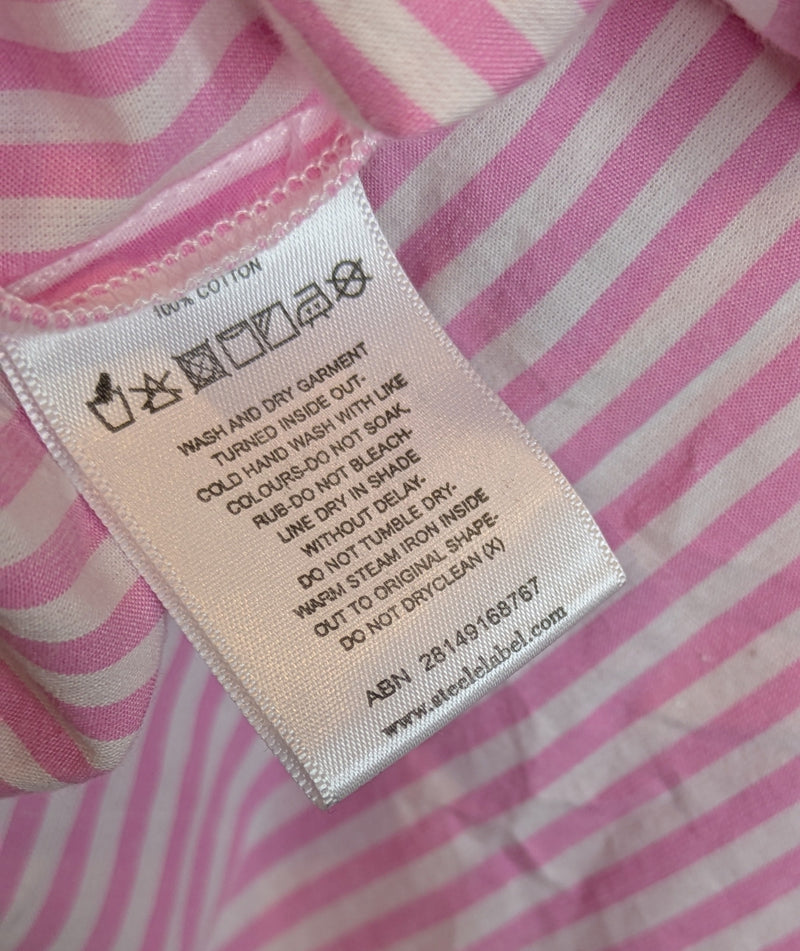 100% COTTON
WASH AND DRY GARMENT
TURNED INSIDE OUT-
COLD HAND WASH WITH LIKE
COLOURS-DO NOT SOAK,
RUB-DO NOT BLEACH-
LINE DRY IN SHADE
WITHOUT DELAY-
DO NOT TUMBLE DRY-
WARM STEAM IRON INSIDE
OUT TO ORIGINAL SHAPE-
DO NOT DRYCLEAN (X)
ABN 28149168767
www.steelelabel.com